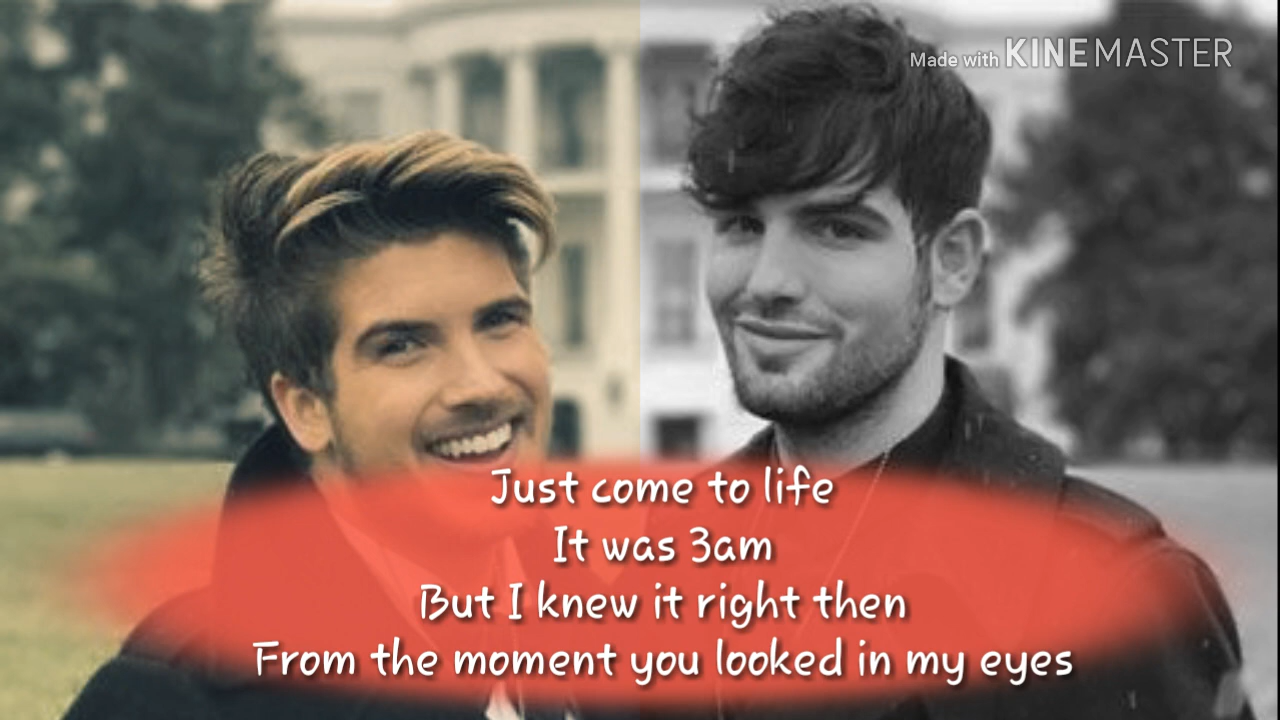 Made with KINEMASTER
Just come to life
It was 3am
But I knew it right then
From the moment you looked in my eyes